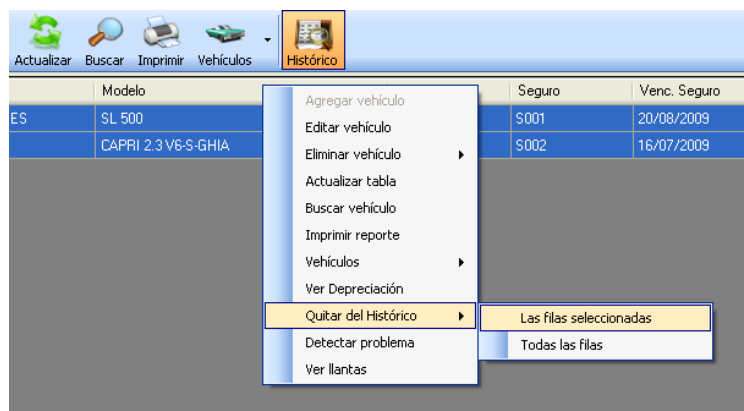 Actualizar Buscar Imprimir Vehículos Histórico
Modelo Seguro Venc. Seguro
ES SL 500 S001 20/08/2009
CAPRI 2.3 V6-S-GHIA S002 16/07/2009
Agregar vehículo
Editar vehículo
Eliminar vehículo
Actualizar tabla
Buscar vehículo
Imprimir reporte
Vehículos
Ver Depreciación
Quitar del Histórico Las filas seleccionadas
Detectar problema Todas las filas
Ver llantas